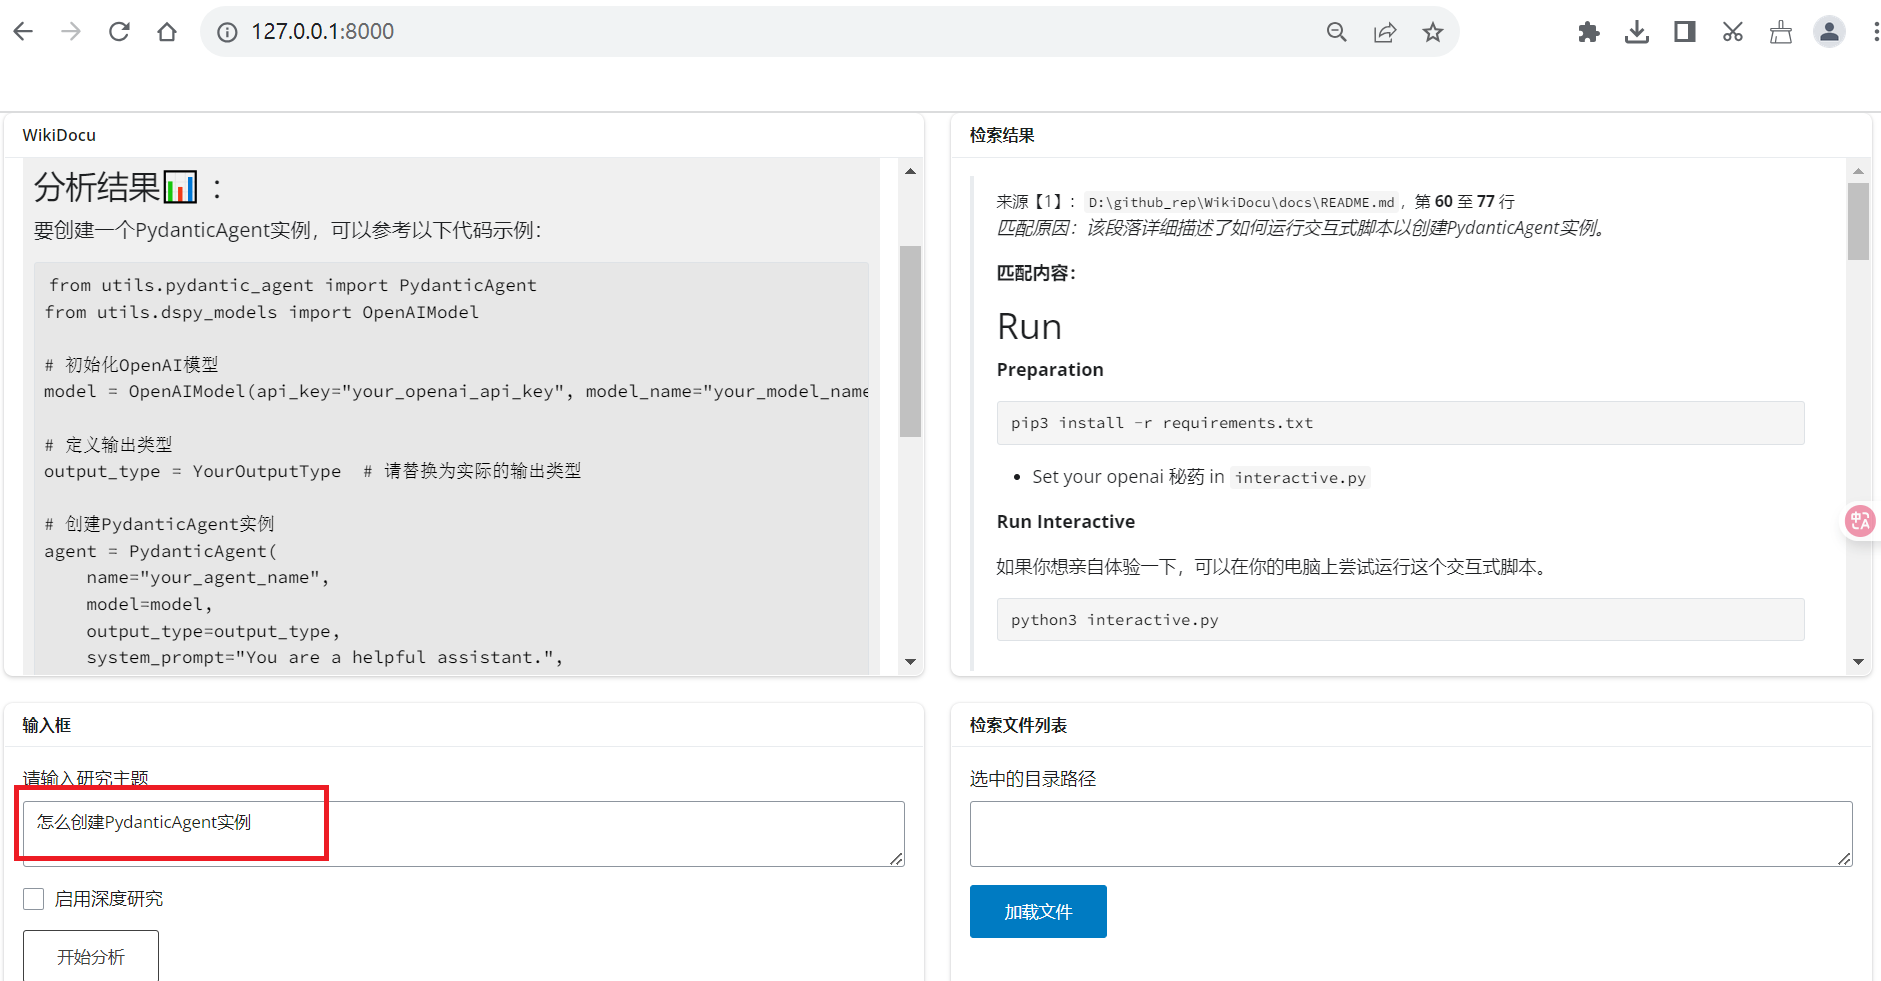 127.0.0.1:8000
WikiDocu
分析结果📊 ：
要创建一个PydanticAgent实例，可以参考以下代码示例：
from utils.pydantic_agent import PydanticAgent
from utils.dspy_models import OpenAIModel
# 初始化OpenAI模型
model = OpenAIModel(api_key="your_openai_api_key", model_name="your_model_name
# 定义输出类型
output_type = YourOutputType  # 请替换为实际的输出类型
# 创建PydanticAgent实例
agent = PydanticAgent(
    name="your_agent_name",
    model=model,
    output_type=output_type,
    system_prompt="You are a helpful assistant.",
检索结果
来源【1】：D:\github_rep\WikiDocu\docs\README.md，第 60 至 77 行
匹配原因：该段落详细描述了如何运行交互式脚本以创建PydanticAgent实例。
匹配内容：
Run
Preparation
pip3 install -r requirements.txt
• Set your openai 秘药 in interactive.py
Run Interactive
如果你想亲自体验一下，可以在你的电脑上尝试运行这个交互式脚本。
python3 interactive.py
中A
输入框
请输入研究主题
怎么创建PydanticAgent实例
启用深度研究
开始分析
检索文件列表
选中的目录路径
加载文件